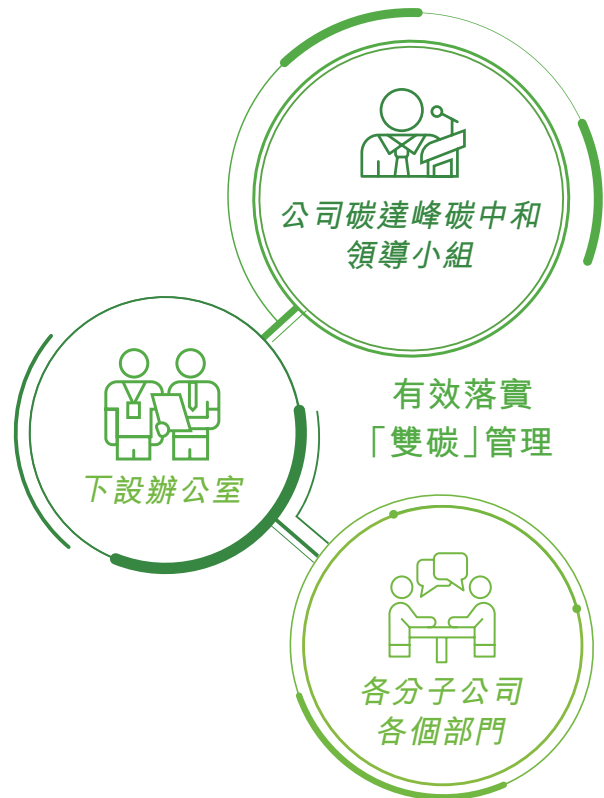 公司碳達峰碳中和
領導小組
有效落實
「雙碳」管理
下設辦公室
各分子公司
各個部門